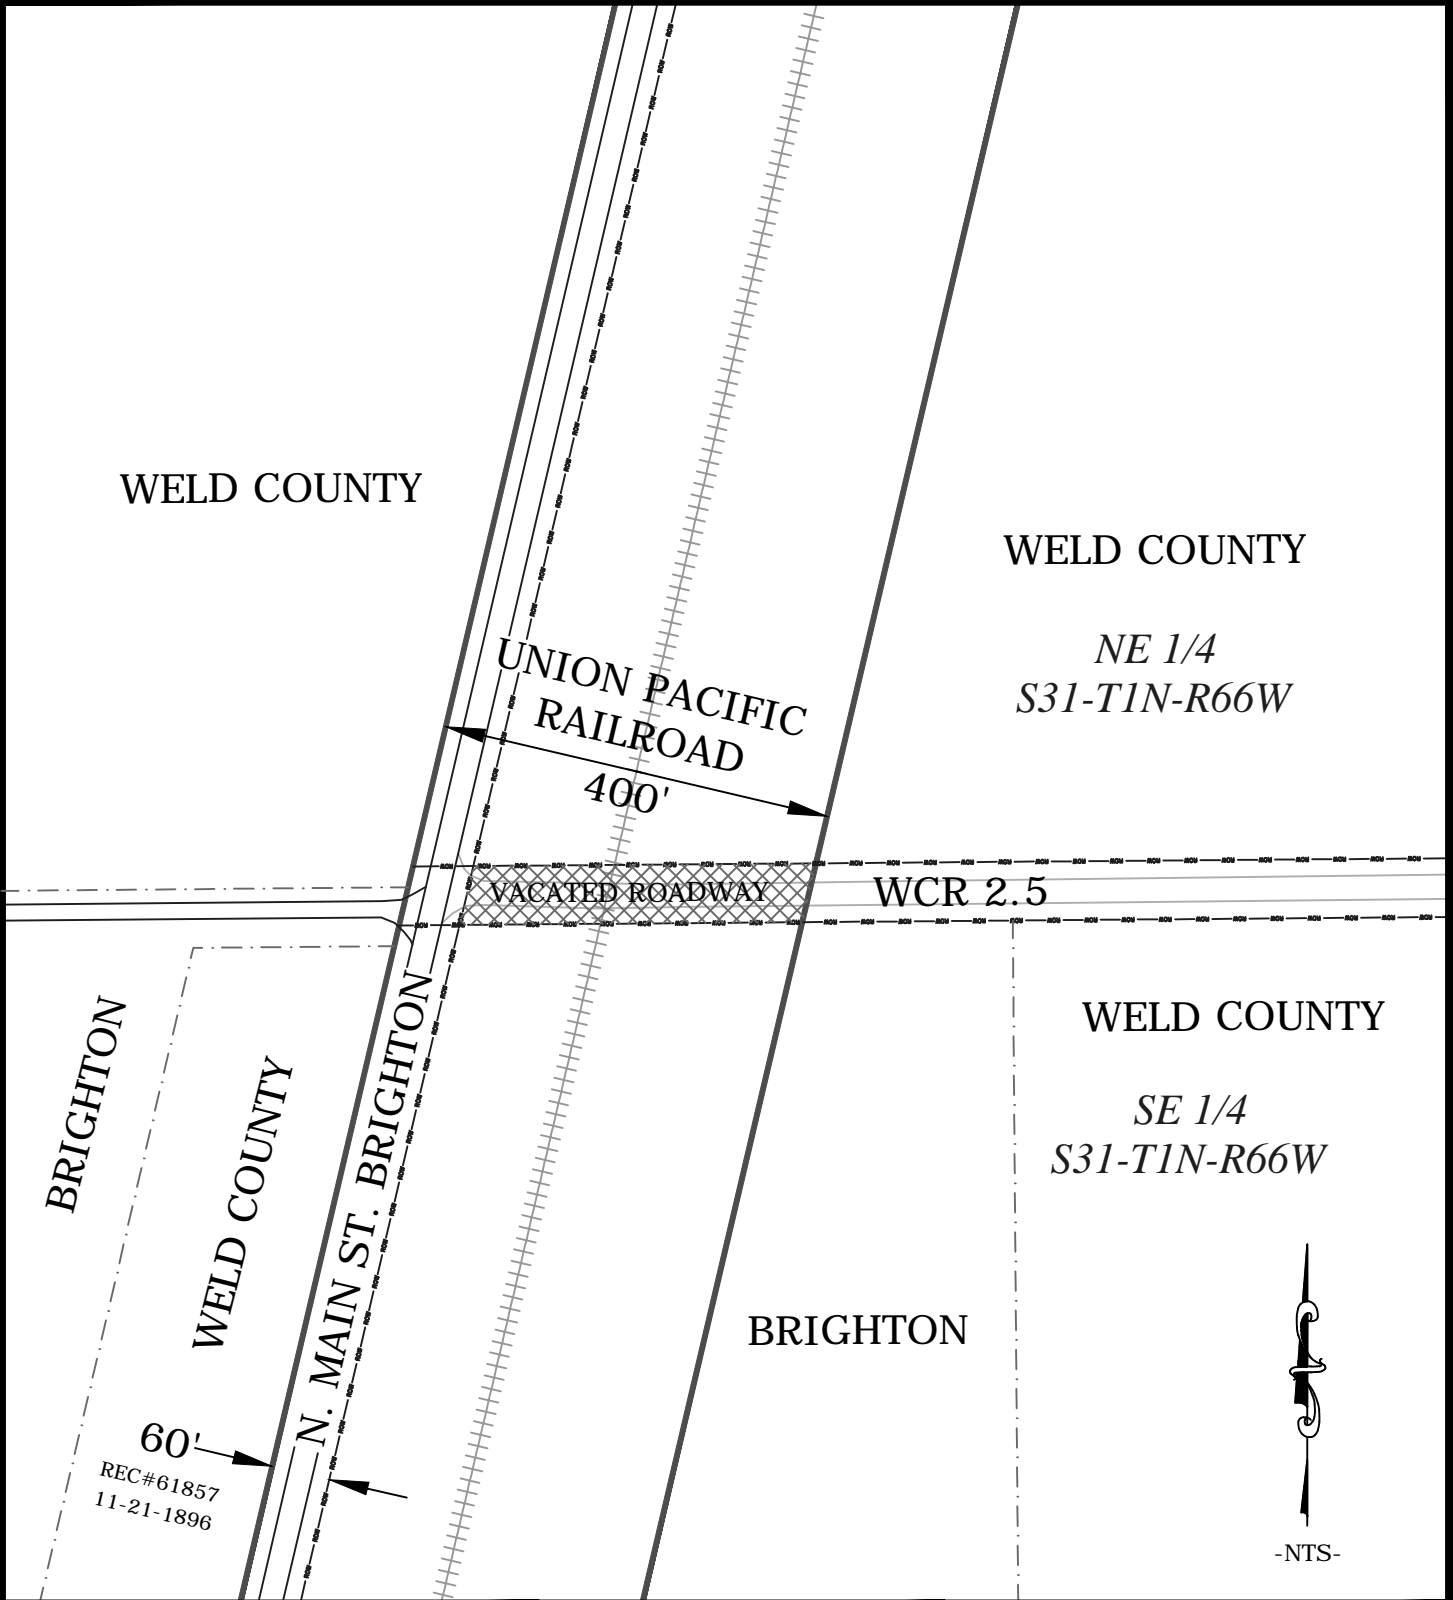 WELD COUNTY
WELD COUNTY
NE 1/4
S31-T1N-R66W
UNION PACIFIC
RAILROAD
400'
VACATED ROADWAY
WCR 2.5
BRIGHTON
WELD COUNTY
N. MAIN ST. BRIGHTON
WELD COUNTY
SE 1/4
S31-T1N-R66W
BRIGHTON
60'
REC#61857
11-21-1896
-NTS-
ROW